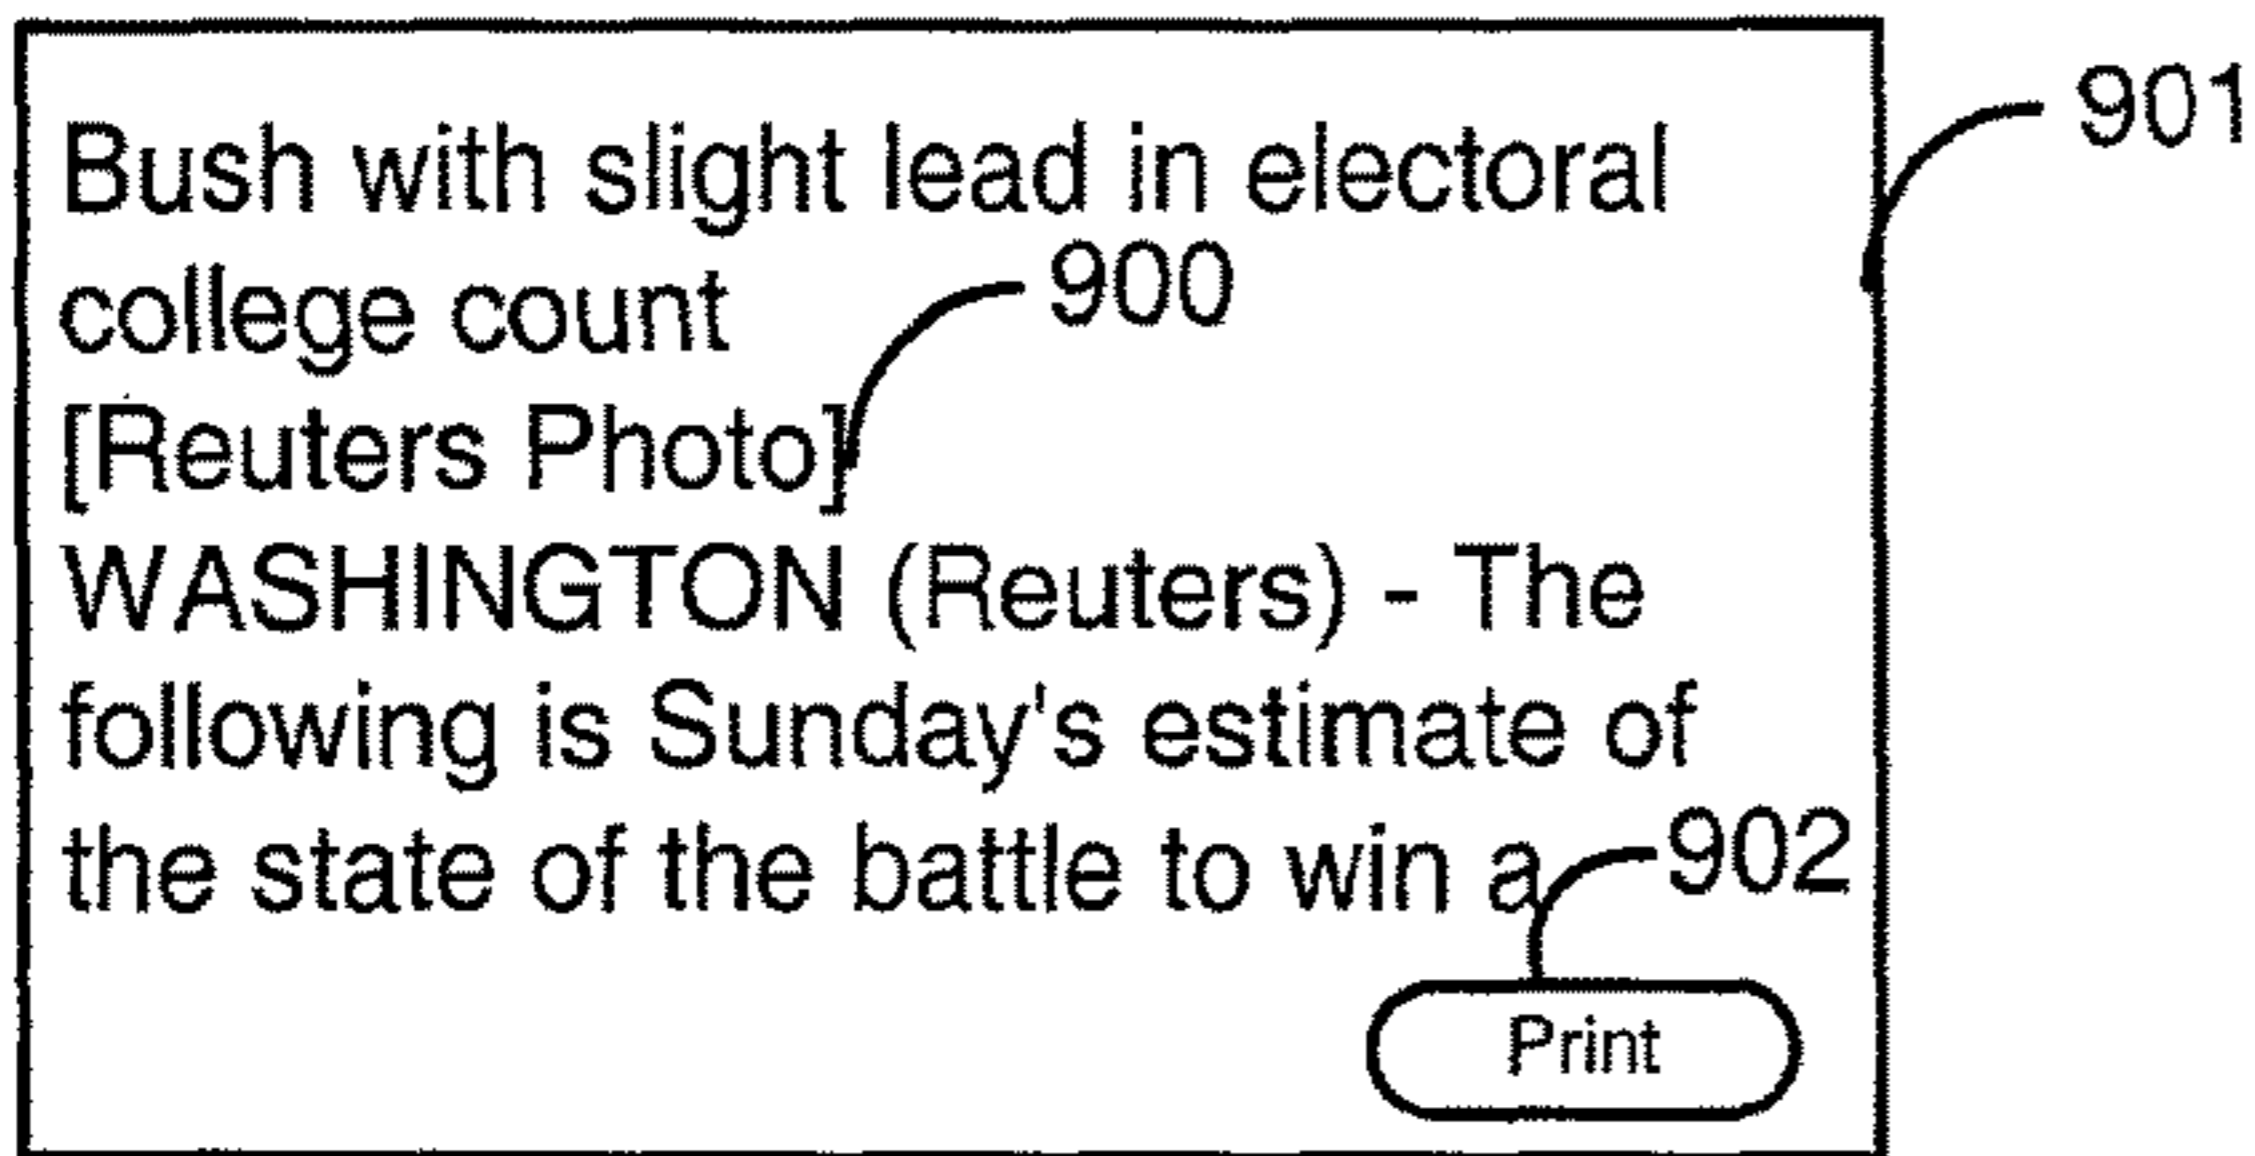 Bush with slight lead in electoral
901
college count
900
[Reuters Photo]
WASHINGTON (Reuters) - The
following is Sunday's estimate of
the state of the battle to win a
902
Print